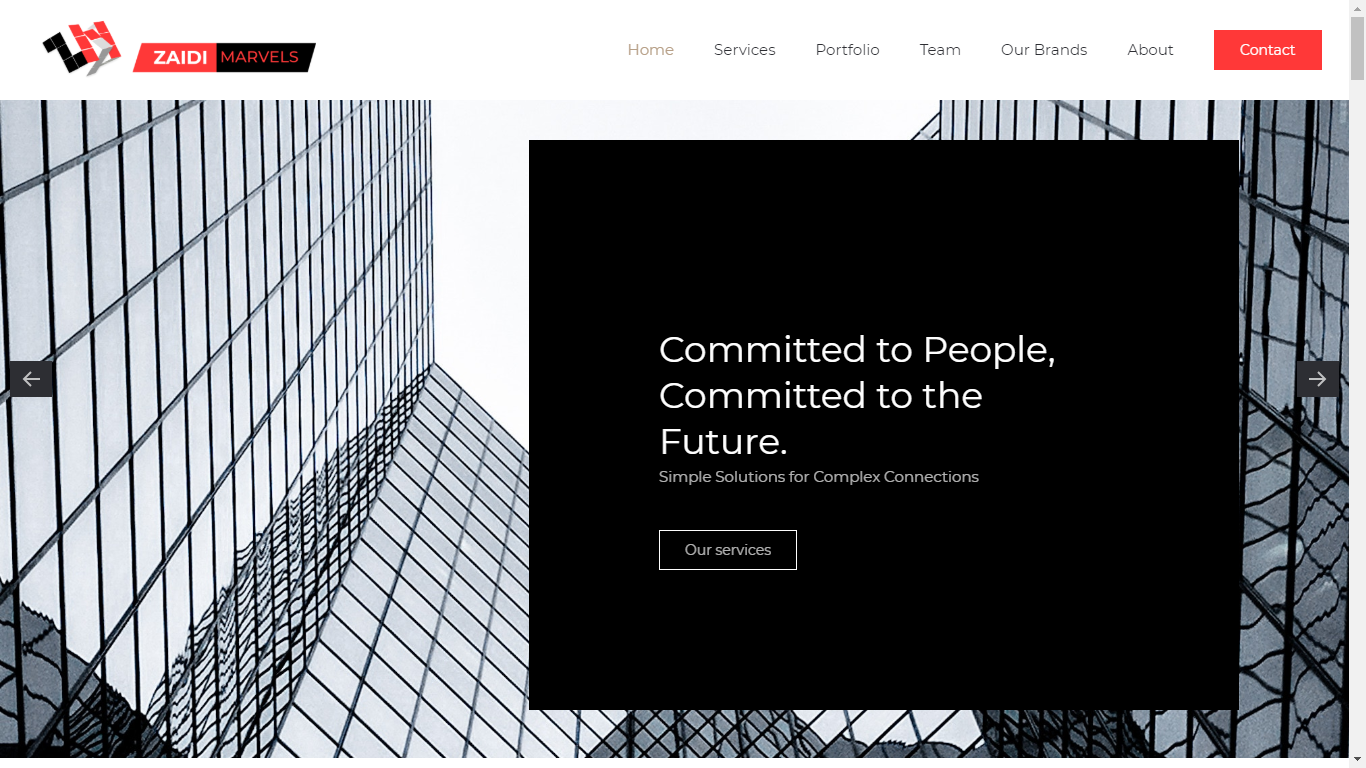 ZAIDI MARVELS
Home Services Portfolio Team Our Brands About Contact
Committed to People,
Committed to the
Future.
Simple Solutions for Complex Connections
Our services